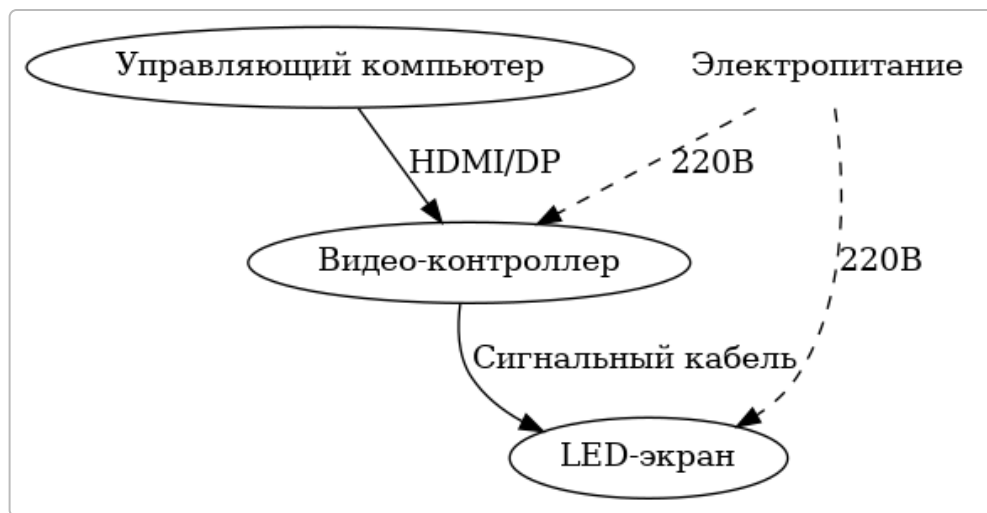 Управляющий компьютер
Электропитание
HDMI/DP
220В
Видео-контроллер
220В
Сигнальный кабель
LED-экран